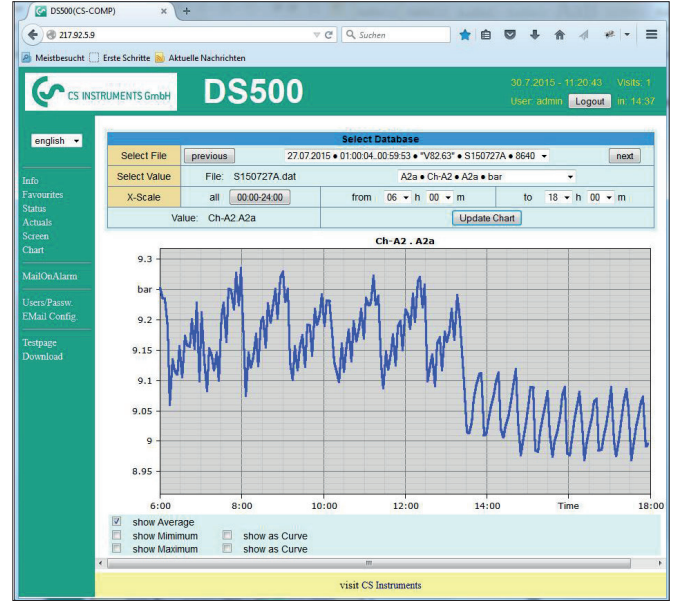 DS500(CS-COMP) × +
217.92.5.9 Suchen
Meistbesucht Erste Schritte Aktuelle Nachrichten
CS INSTRUMENTS GmbH DS500 30.7.2015 - 11:20:43 Visits: 1
User: admin Logout in: 14:37
english
Info
Favourites
Status
Actuals
Screen
Chart
MailOnAlarm
Users/Passw.
EMail Config.
Testpage
Download
Select Database
Select File previous 27.07.2015 ● 01:00:04..00:59:53 ● "V82.63" ● S150727A ● 8640 next
Select Value File: S150727A.dat A2a ● Ch-A2 ● A2a ● bar
X-Scale all 00:00-24:00 from 06 h 00 m to 18 h 00 m
Value: Ch-A2.A2a Update Chart
Ch-A2 . A2a
9.3
bar
9.2
9.15
9.1
9.05
9
8.95
6:00 8:00 10:00 12:00 14:00 Time 18:00
show Average
show Mimimum show as Curve
show Maximum show as Curve
visit CS Instruments